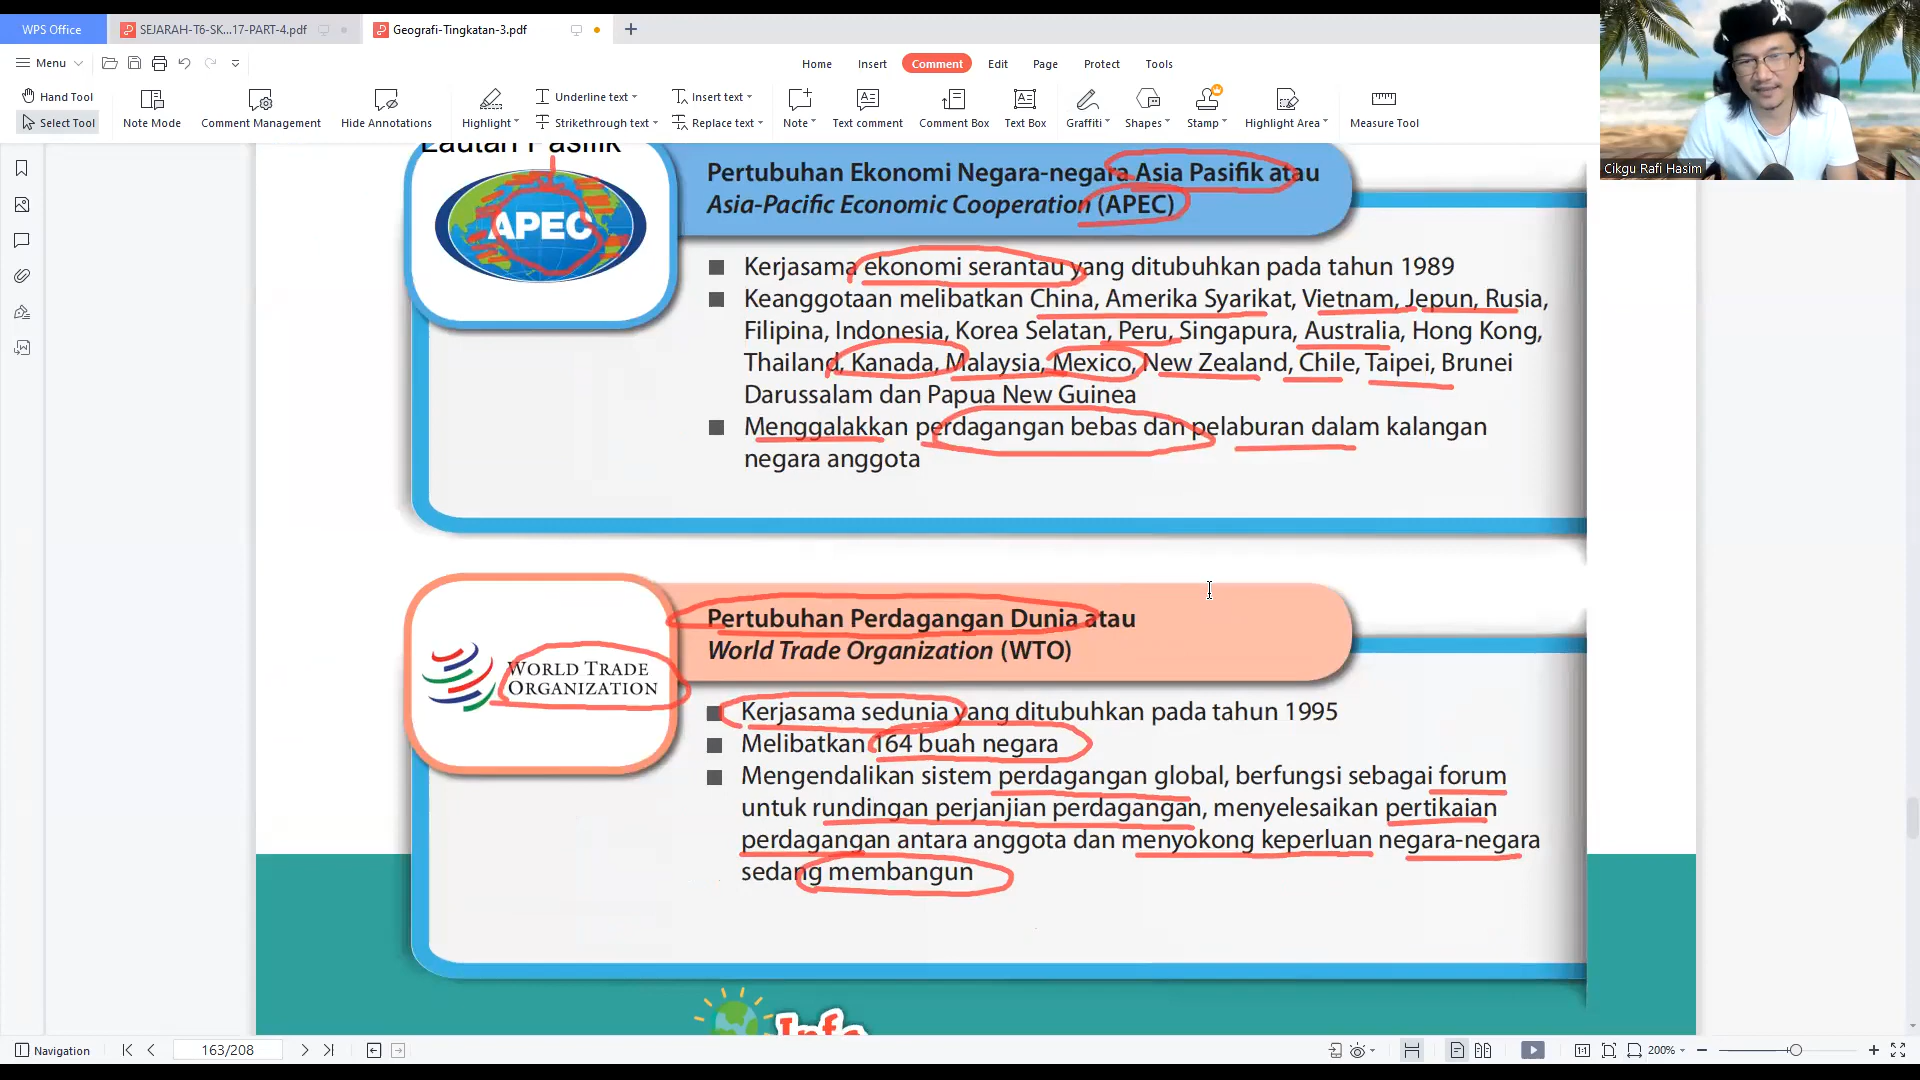 WPS Office
SEJARAH-T6-SK...17-PART-4.pdf
Geografi-Tingkatan-3.pdf
Menu
Home
Insert
Comment
Edit
Page
Protect
Tools
Hand Tool
Select Tool
Note Mode
Comment Management
Hide Annotations
Highlight
Underline text
Strikethrough text
Insert text
Replace text
Note
Text comment
Comment Box
Text Box
Graffiti
Shapes
Stamp
Highlight Area
Measure Tool
Cikgu Rafi Hasim
Lautan Pasifik
APEC
Pertubuhan Ekonomi Negara-negara Asia Pasifik atau
Asia-Pacific Economic Cooperation (APEC)
Kerjasama ekonomi serantau yang ditubuhkan pada tahun 1989
Keanggotaan melibatkan China, Amerika Syarikat, Vietnam, Jepun, Rusia,
Filipina, Indonesia, Korea Selatan, Peru, Singapura, Australia, Hong Kong,
Thailand, Kanada, Malaysia, Mexico, New Zealand, Chile, Taipei, Brunei
Darussalam dan Papua New Guinea
Menggalakkan perdagangan bebas dan pelaburan dalam kalangan
negara anggota
WORLD TRADE
ORGANIZATION
Pertubuhan Perdagangan Dunia atau
World Trade Organization (WTO)
Kerjasama sedunia yang ditubuhkan pada tahun 1995
Melibatkan 164 buah negara
Mengendalikan sistem perdagangan global, berfungsi sebagai forum
untuk rundingan perjanjian perdagangan, menyelesaikan pertikaian
perdagangan antara anggota dan menyokong keperluan negara-negara
sedang membangun
Info
Navigation
163/208
200%